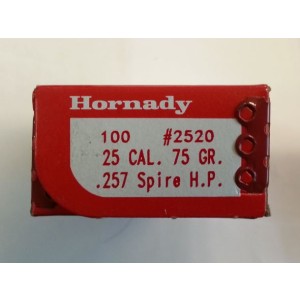 Hornady
100 #2520
25 CAL. 75 GR.
.257 Spire H.P.